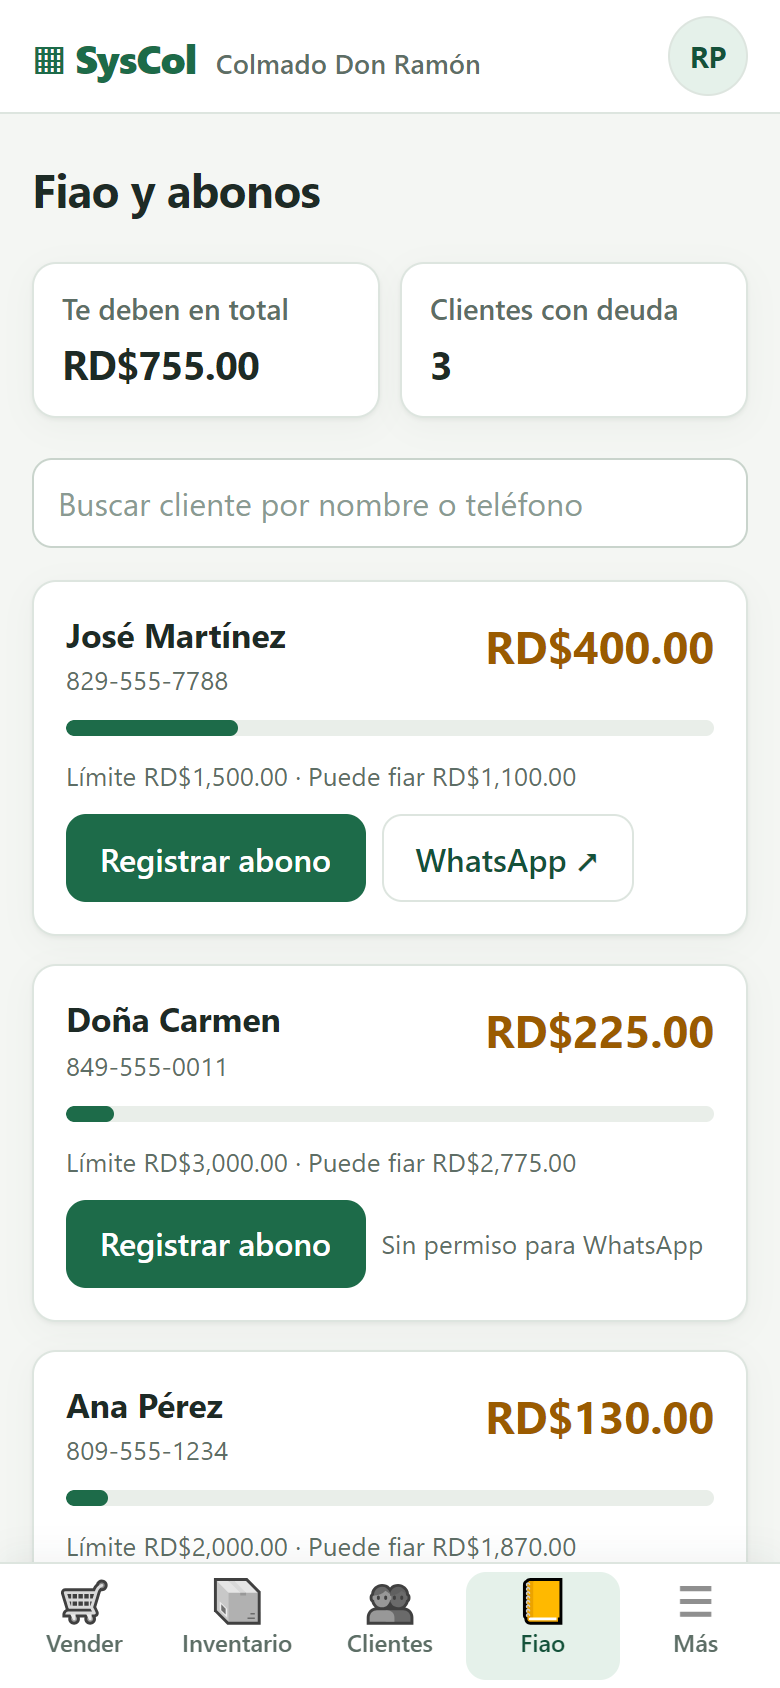 SysCol Colmado Don Ramón RP
Fiao y abonos
Te deben en total
RD$755.00
Clientes con deuda
3
Buscar cliente por nombre o teléfono
José Martínez
RD$400.00
829-555-7788
Límite RD$1,500.00 · Puede fiar RD$1,100.00
Registrar abono
WhatsApp ↗
Doña Carmen
RD$225.00
849-555-0011
Límite RD$3,000.00 · Puede fiar RD$2,775.00
Registrar abono
Sin permiso para WhatsApp
Ana Pérez
RD$130.00
809-555-1234
Límite RD$2,000.00 · Puede fiar RD$1,870.00
Vender
Inventario
Clientes
Fiao
Más